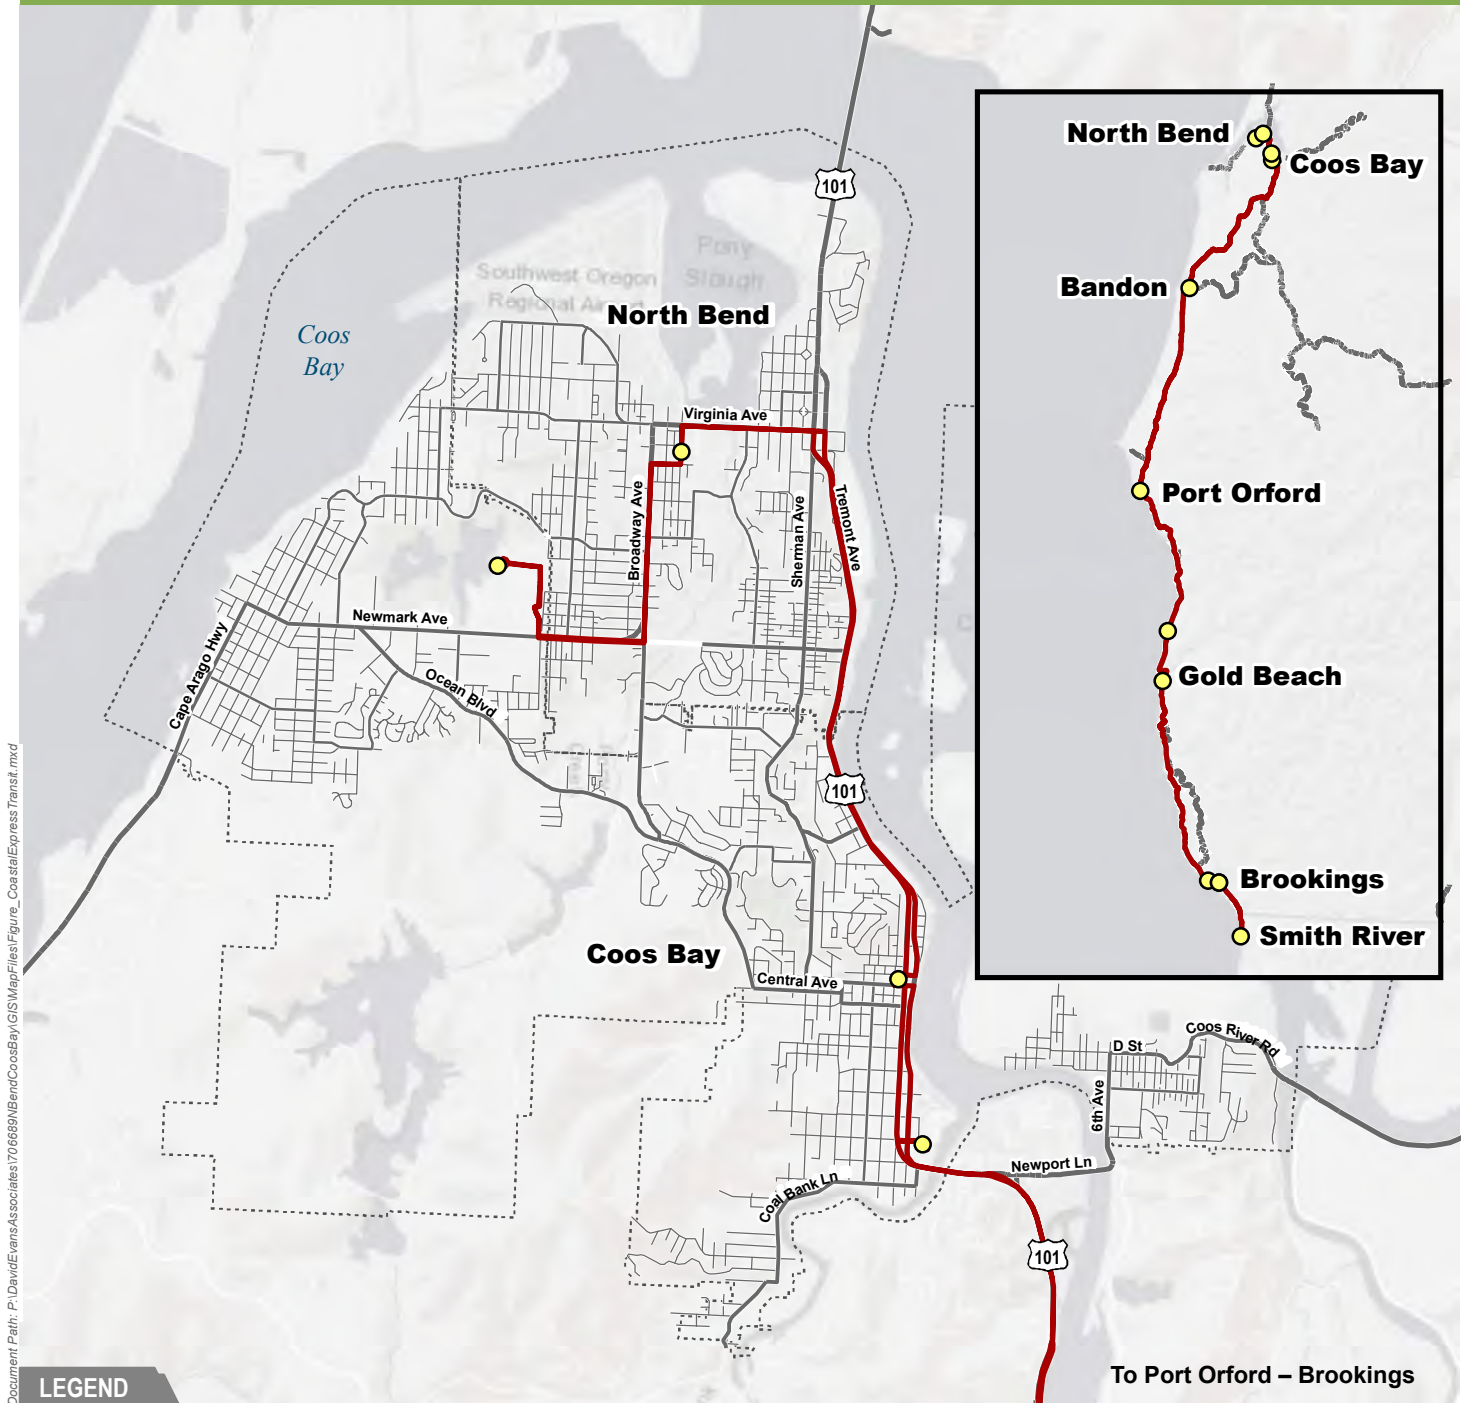 101
North Bend
Coos Bay
Pony
Slough
Southwest Oregon
Regional Airport
North Bend
Coos
Bay
Bandon
Virginia Ave
Port Orford
Broadway Ave
Sherman Ave
Tremont Ave
Newmark Ave
Cape Arago Hwy
Ocean Blvd
Gold Beach
101
Brookings
Smith River
Coos Bay
Central Ave
D St
Coos River Rd
6th Ave
Newport Ln
Coal Bank Ln
101
To Port Orford – Brookings
LEGEND
Document Path: P:\DavidEvansAssociates\706689NBendCoosBay\GIS\MapFiles\Figure_CoastalExpressTransit.mxd